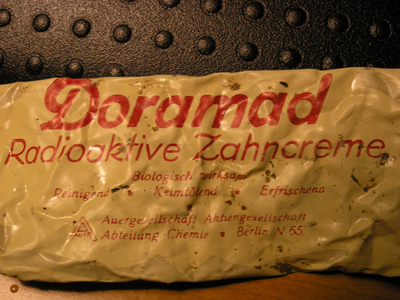 Doramad
Radioaktive Zahncreme
Biologisch wirksam
Reinigend • Keimtötend • Erfrischend
Auergesellschaft Aktiengesellschaft
Abteilung Chemie • Berlin N 65